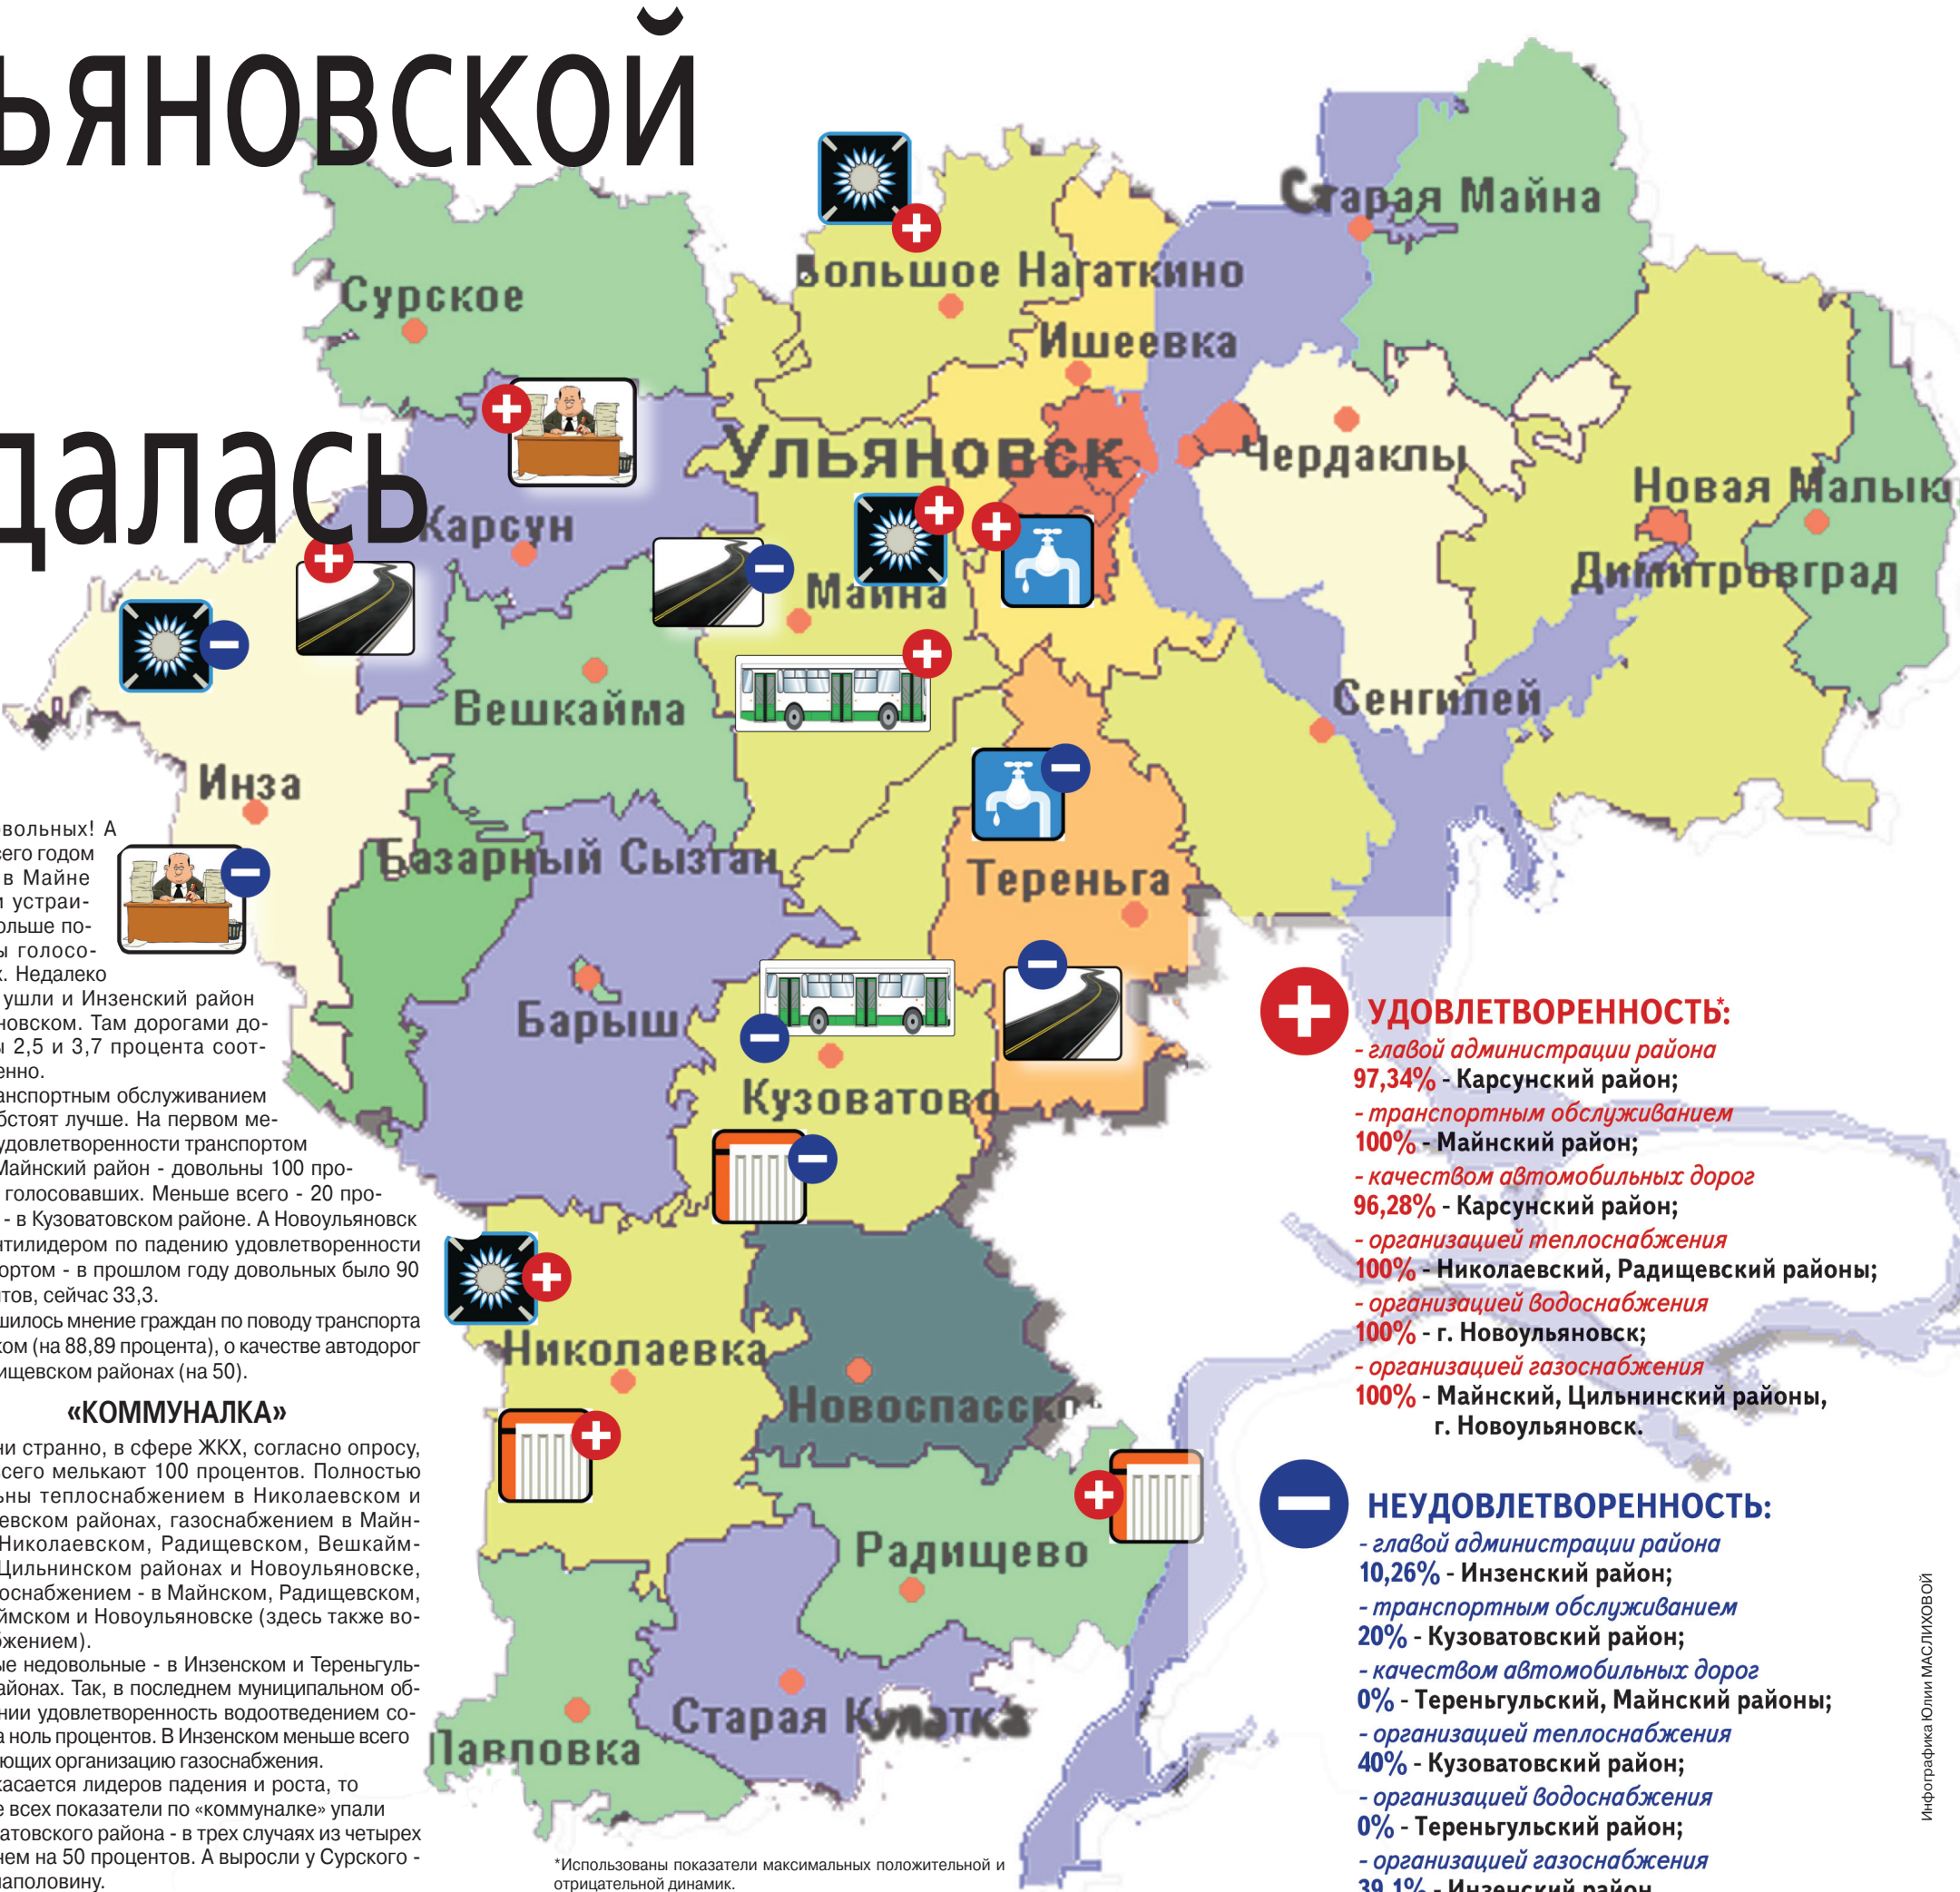 ьяновской
далась
Сурское
Большое Нагаткино
Ишеевка
Старая Майна
Ульяновск
Чердаклы
Новая Малык
Димитровград
Карсун
Майна
Вешкайма
Сенгилей
Инза
Базарный Сызган
Тереньга
Барыш
Кузоватово
Николаевка
Новоспасско
Радищево
Старая Кулатка
Павловка
вольных! А
сего годом
в Майне
и устраи-
ольше по-
ы голосо-
х. Недалеко
ушли и Инзенский район
новском. Там дорогами до-
ы 2,5 и 3,7 процента соот-
енно.
анспортным обслуживанием
бстоят лучше. На первом ме-
удовлетворенности транспортом
Майнский район - довольны 100 про-
голосовавших. Меньше всего - 20 про-
- в Кузоватовском районе. А Новоульяновск
нтилидером по падению удовлетворенности
ортом - в прошлом году довольных было 90
нтов, сейчас 33,3.
шилось мнение граждан по поводу транспорта
ком (на 88,89 процента), о качестве автодорог
ищевском районах (на 50).
«КОММУНАЛКА»
ни странно, в сфере ЖКХ, согласно опросу,
всего мелькают 100 процентов. Полностью
ьны теплоснабжением в Николаевском и
евском районах, газоснабжением в Майн-
Николаевском, Радищевском, Вешкайм-
Цильнинском районах и Новоульяновске,
оснабжением - в Майнском, Радищевском,
ймском и Новоульяновске (здесь также во-
бжением).
ые недовольные - в Инзенском и Тереньгуль-
айонах. Так, в последнем муниципальном об-
нии удовлетворенность водоотведением со-
а ноль процентов. В Инзенском меньше всего
ющих организацию газоснабжения.
касается лидеров падения и роста, то
е всех показатели по «коммуналке» упали
атовского района - в трех случаях из четырех
чем на 50 процентов. А выросли у Сурского -
наполовину.
*Использованы показатели максимальных положительной и
отрицательной динамик.
УДОВЛЕТВОРЕННОСТЬ*:
- главой администрации района
97,34% - Карсунский район;
- транспортным обслуживанием
100% - Майнский район;
- качеством автомобильных дорог
96,28% - Карсунский район;
- организацией теплоснабжения
100% - Николаевский, Радищевский районы;
- организацией водоснабжения
100% - г. Новоульяновск;
- организацией газоснабжения
100% - Майнский, Цильнинский районы,
г. Новоульяновск.
НЕУДОВЛЕТВОРЕННОСТЬ:
- главой администрации района
10,26% - Инзенский район;
- транспортным обслуживанием
20% - Кузоватовский район;
- качеством автомобильных дорог
0% - Тереньгульский, Майнский районы;
- организацией теплоснабжения
40% - Кузоватовский район;
- организацией водоснабжения
0% - Тереньгульский район;
- организацией газоснабжения
39,1% - Инзенский район
Инфографика Юлии МАСЛИХОВОЙ